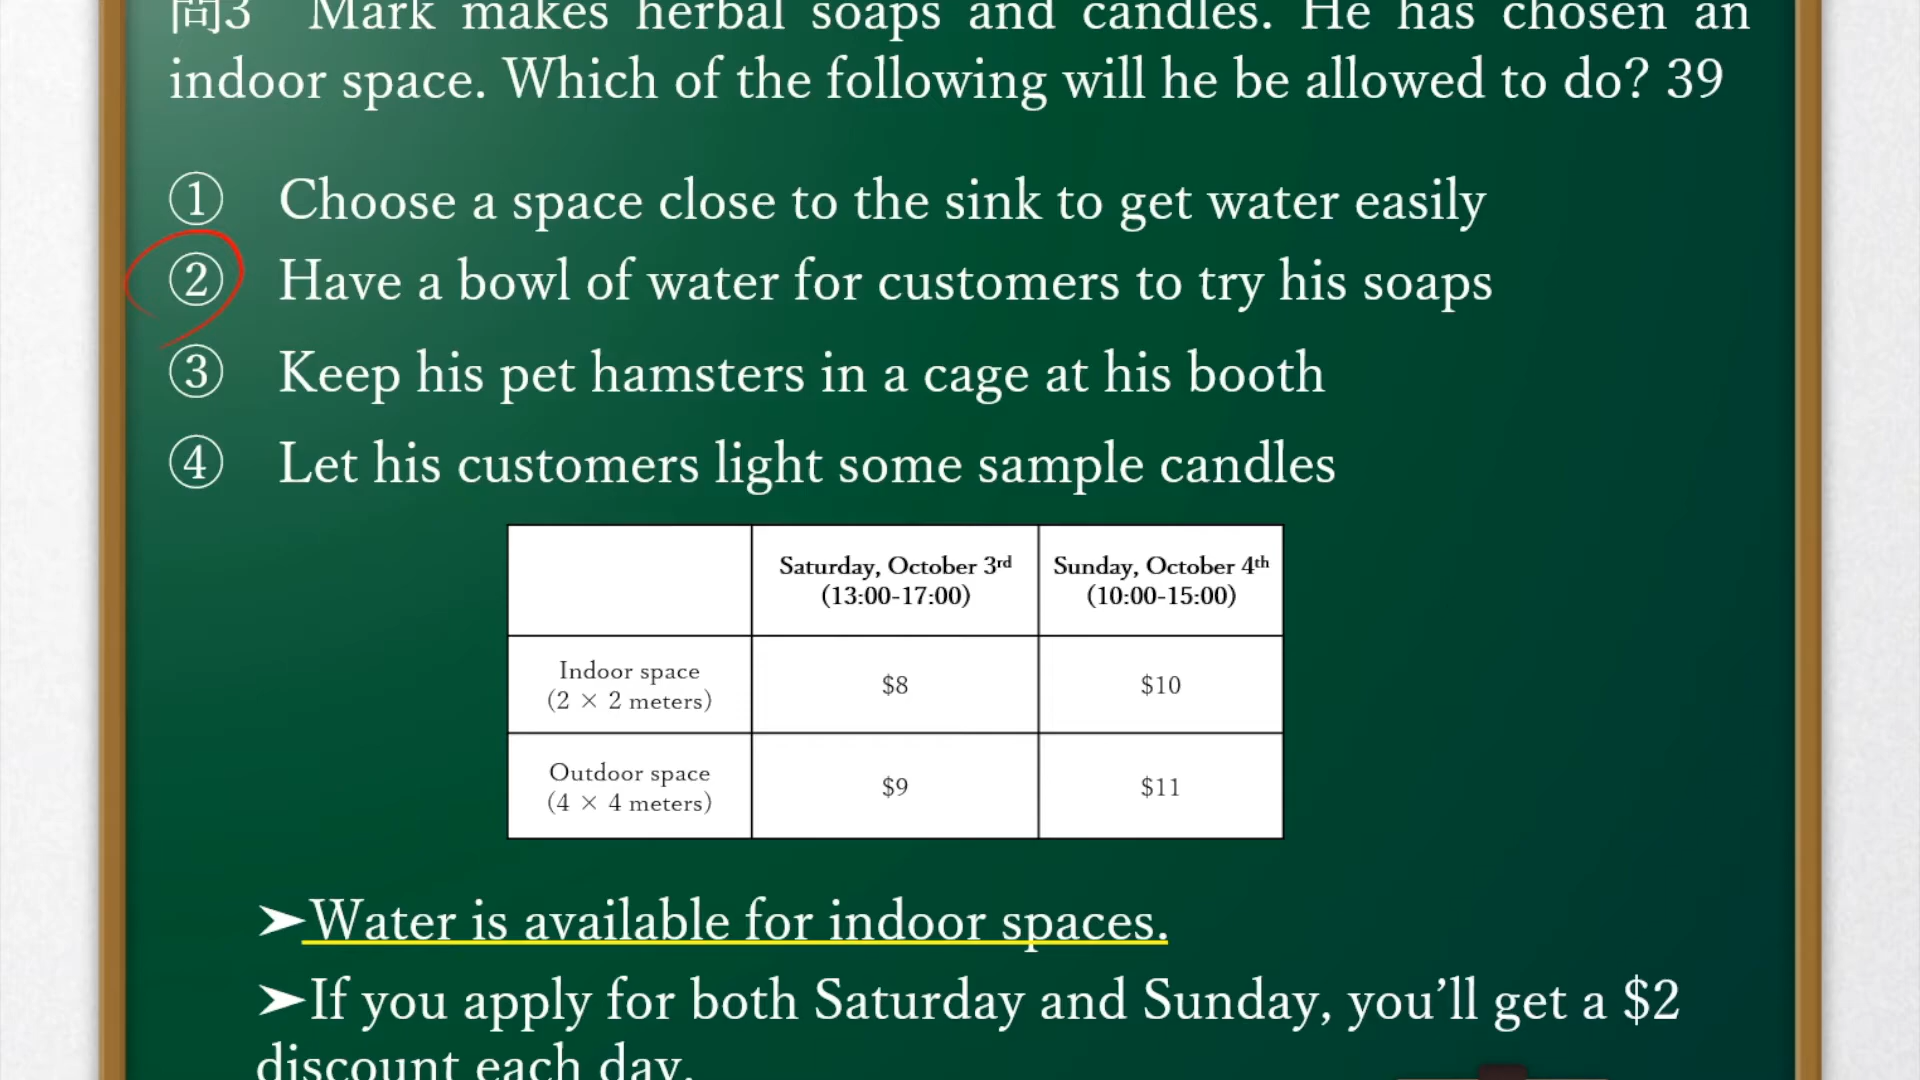 問3 Mark makes herbal soaps and candles. He has chosen an
indoor space. Which of the following will he be allowed to do? 39
① Choose a space close to the sink to get water easily
② Have a bowl of water for customers to try his soaps
③ Keep his pet hamsters in a cage at his booth
④ Let his customers light some sample candles
Saturday, October 3rd Sunday, October 4th
(13:00-17:00) (10:00-15:00)
Indoor space
(2 × 2 meters) $8 $10
Outdoor space
(4 × 4 meters) $9 $11
➤Water is available for indoor spaces.
➤If you apply for both Saturday and Sunday, you’ll get a $2
discount each day.